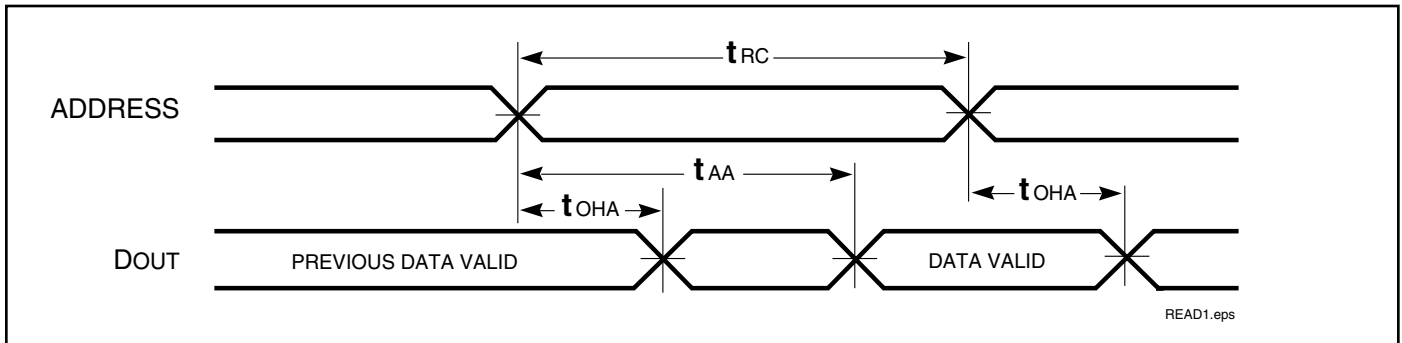 tRC
ADDRESS
tAA
tOHA
tOHA
DOUT
PREVIOUS DATA VALID
DATA VALID
READ1.eps